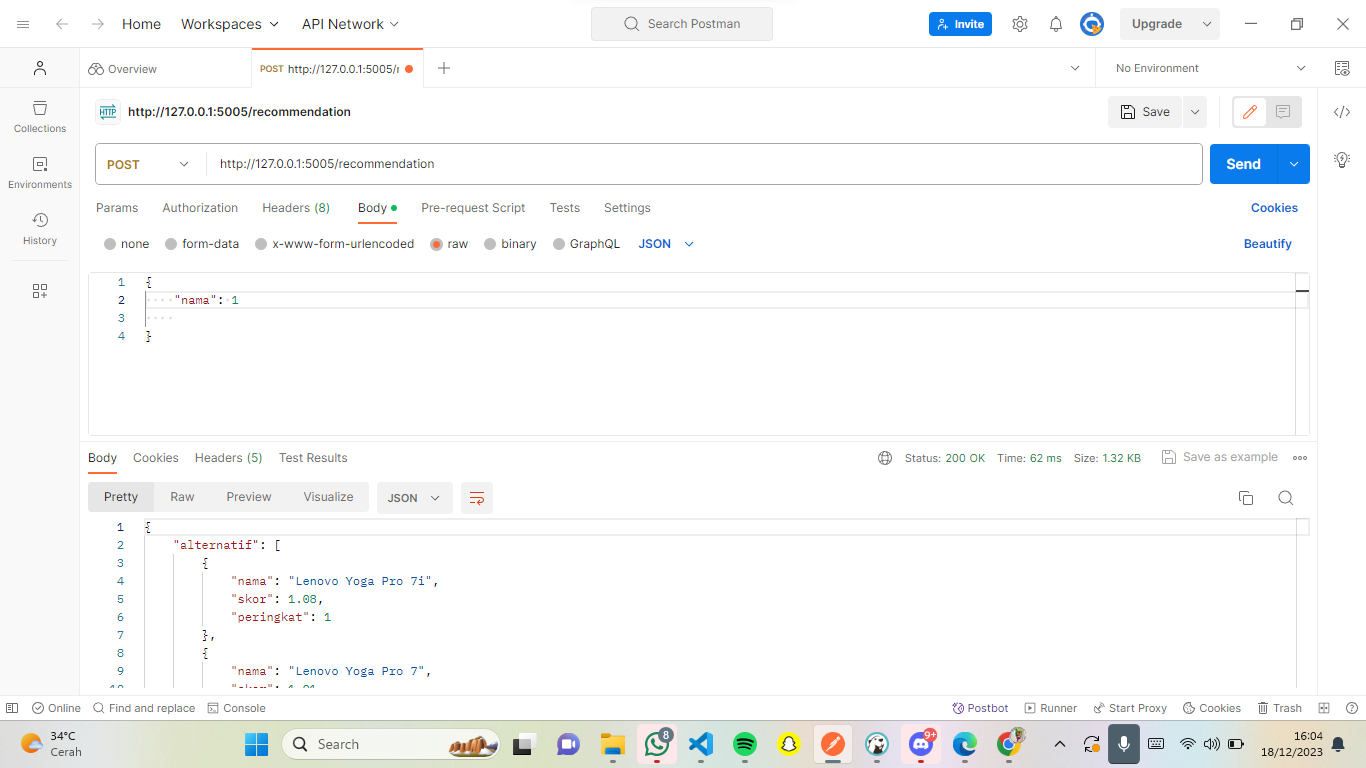 Home Workspaces API Network Search Postman Invite Upgrade
Overview POST http://127.0.0.1:5005/r No Environment
HTTP http://127.0.0.1:5005/recommendation Save
Collections
Environments
History
POST http://127.0.0.1:5005/recommendation Send
Params Authorization Headers (8) Body Pre-request Script Tests Settings Cookies
none form-data x-www-form-urlencoded raw binary GraphQL JSON Beautify
1 {
2 "nama": 1
3
4 }
Body Cookies Headers (5) Test Results Status: 200 OK Time: 62 ms Size: 1.32 KB Save as example
Pretty Raw Preview Visualize JSON
1 {
2 "alternatif": [
3 {
4 "nama": "Lenovo Yoga Pro 7i",
5 "skor": 1.08,
6 "peringkat": 1
7 },
8 {
9 "nama": "Lenovo Yoga Pro 7",
10 "skor": 1.01
Online Find and replace Console Postbot Runner Start Proxy Cookies Trash
34°C
Cerah
Search
8
9+
16:04
18/12/2023